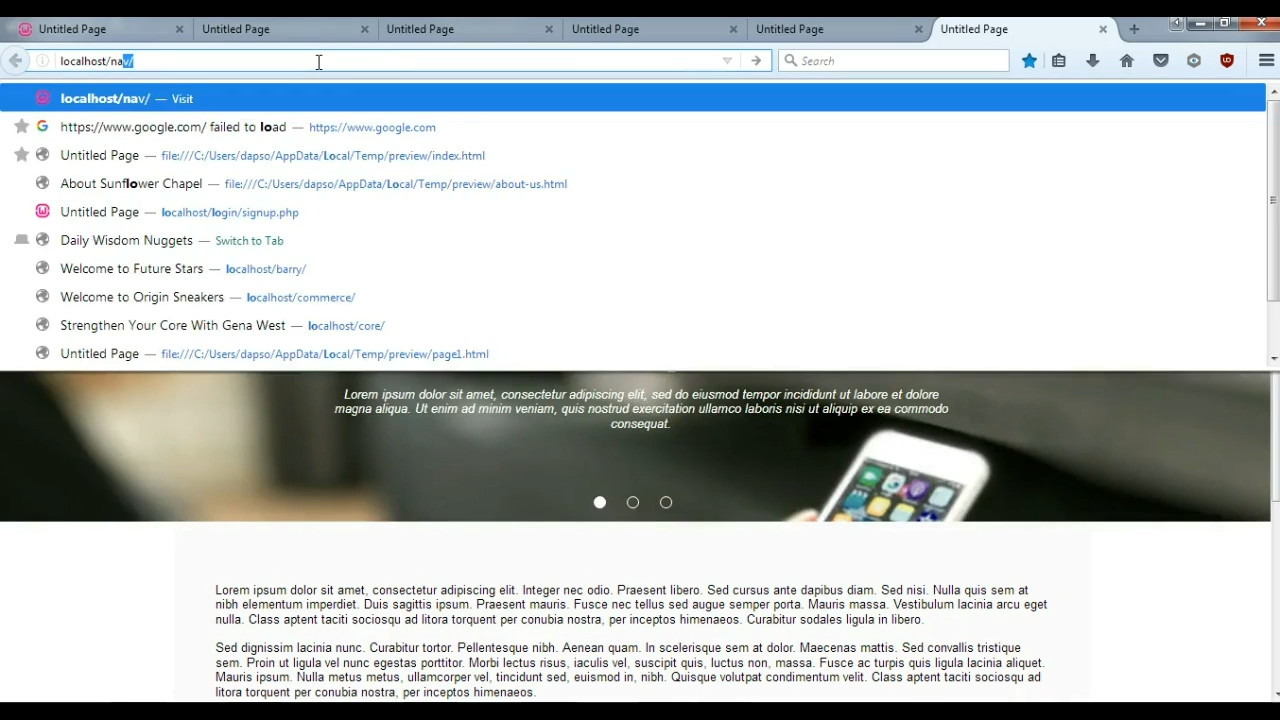 Untitled Page
Untitled Page
Untitled Page
Untitled Page
Untitled Page
Untitled Page
localhost/nav/
Search
localhost/nav/ — Visit
https://www.google.com/ failed to load — https://www.google.com
Untitled Page — file:///C:/Users/dapso/AppData/Local/Temp/preview/index.html
About Sunflower Chapel — file:///C:/Users/dapso/AppData/Local/Temp/preview/about-us.html
Untitled Page — localhost/login/signup.php
Daily Wisdom Nuggets — Switch to Tab
Welcome to Future Stars — localhost/barry/
Welcome to Origin Sneakers — localhost/commerce/
Strengthen Your Core With Gena West — localhost/core/
Untitled Page — file:///C:/Users/dapso/AppData/Local/Temp/preview/page1.html
Lorem ipsum dolor sit amet, consectetur adipiscing elit, sed do eiusmod tempor incididunt ut labore et dolore
magna aliqua. Ut enim ad minim veniam, quis nostrud exercitation ullamco laboris nisi ut aliquip ex ea commodo
consequat.
Lorem ipsum dolor sit amet, consectetur adipiscing elit. Integer nec odio. Praesent libero. Sed cursus ante dapibus diam. Sed nisi. Nulla quis sem at
nibh elementum imperdiet. Duis sagittis ipsum. Praesent mauris. Fusce nec tellus sed augue semper porta. Mauris massa. Vestibulum lacinia arcu eget
nulla. Class aptent taciti sociosqu ad litora torquent per conubia nostra, per inceptos himenaeos. Curabitur sodales ligula in libero.
Sed dignissim lacinia nunc. Curabitur tortor. Pellentesque nibh. Aenean quam. In scelerisque sem at dolor. Maecenas mattis. Sed convallis tristique
sem. Proin ut ligula vel nunc egestas porttitor. Morbi lectus risus, iaculis vel, suscipit quis, luctus non, massa. Fusce ac turpis quis ligula lacinia aliquet.
Mauris ipsum. Nulla metus metus, ullamcorper vel, tincidunt sed, euismod in, nibh. Quisque volutpat condimentum velit. Class aptent taciti sociosqu ad
litora torquent per conubia nostra, per inceptos himenaeos.